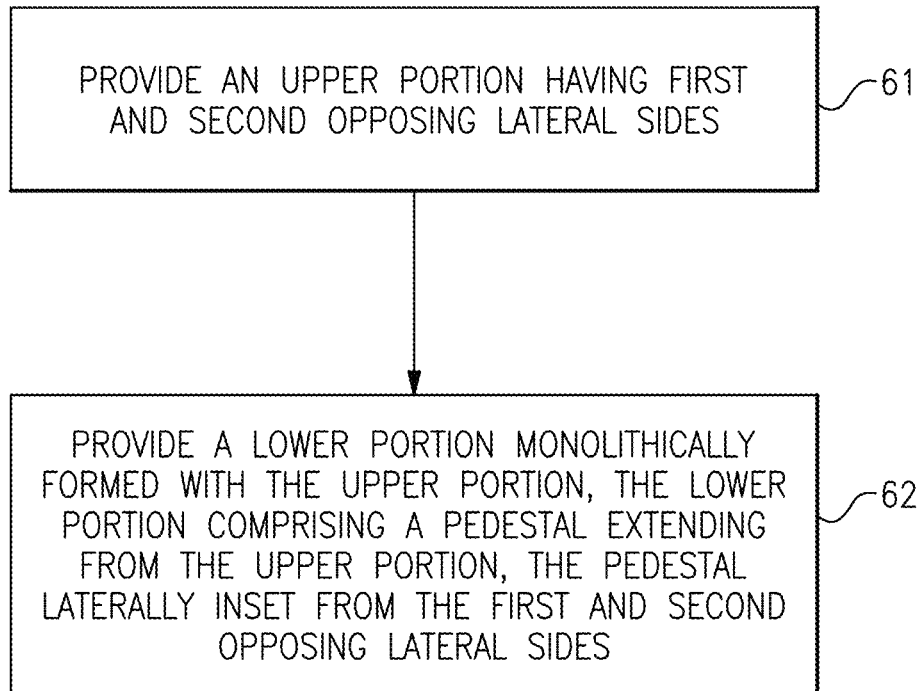 PROVIDE AN UPPER PORTION HAVING FIRST
AND SECOND OPPOSING LATERAL SIDES
61
PROVIDE A LOWER PORTION MONOLITHICALLY
FORMED WITH THE UPPER PORTION, THE LOWER
PORTION COMPRISING A PEDESTAL EXTENDING
FROM THE UPPER PORTION, THE PEDESTAL
LATERALLY INSET FROM THE FIRST AND SECOND
OPPOSING LATERAL SIDES
62